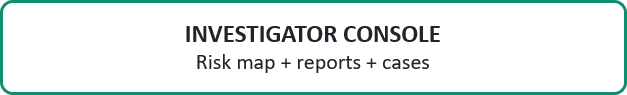 INVESTIGATOR CONSOLE
Risk map + reports + cases